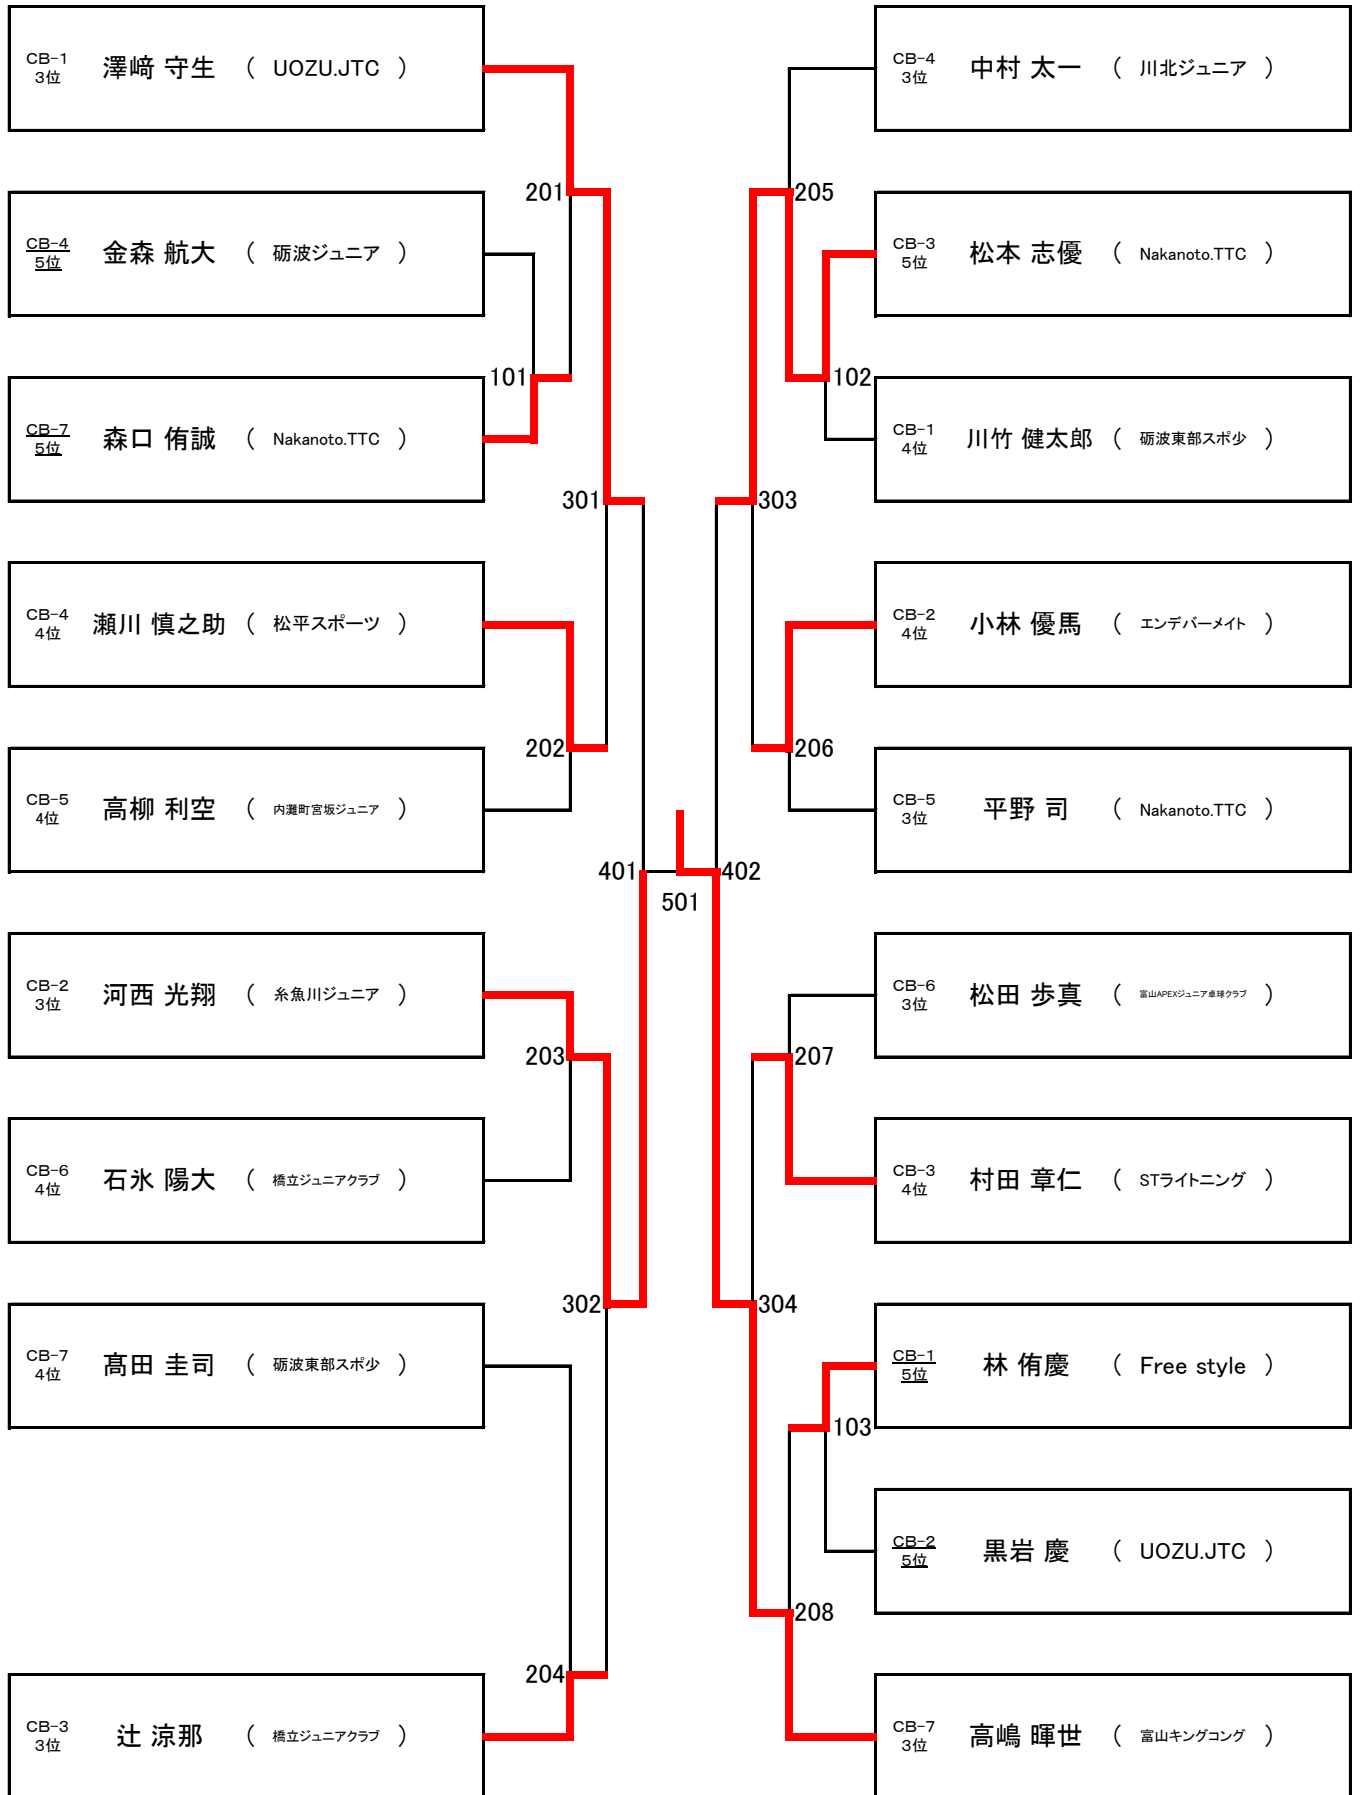 CB-1
3位
澤﨑 守生 ( UOZU.JTC )
CB-4
5位
金森 航大 ( 砺波ジュニア )
CB-7
5位
森口 侑誠 ( Nakanoto.TTC )
CB-4
4位
瀬川 慎之助 ( 松平スポーツ )
CB-5
4位
高柳 利空 ( 内灘町宮坂ジュニア )
CB-2
3位
河西 光翔 ( 糸魚川ジュニア )
CB-6
4位
石氷 陽大 ( 橋立ジュニアクラブ )
CB-7
4位
髙田 圭司 ( 砺波東部スポ少 )
CB-3
3位
辻 涼那 ( 橋立ジュニアクラブ )
201
101
301
202
401
203
302
204
501
205
102
303
206
402
207
304
103
208
CB-4
3位
中村 太一 ( 川北ジュニア )
CB-3
5位
松本 志優 ( Nakanoto.TTC )
CB-1
4位
川竹 健太郎 ( 砺波東部スポ少 )
CB-2
4位
小林 優馬 ( エンデバーメイト )
CB-5
3位
平野 司 ( Nakanoto.TTC )
CB-6
3位
松田 歩真 ( 富山APEXジュニア卓球クラブ )
CB-3
4位
村田 章仁 ( STライトニング )
CB-1
5位
林 侑慶 ( Free style )
CB-2
5位
黒岩 慶 ( UOZU.JTC )
CB-7
3位
高嶋 暉世 ( 富山キングコング )